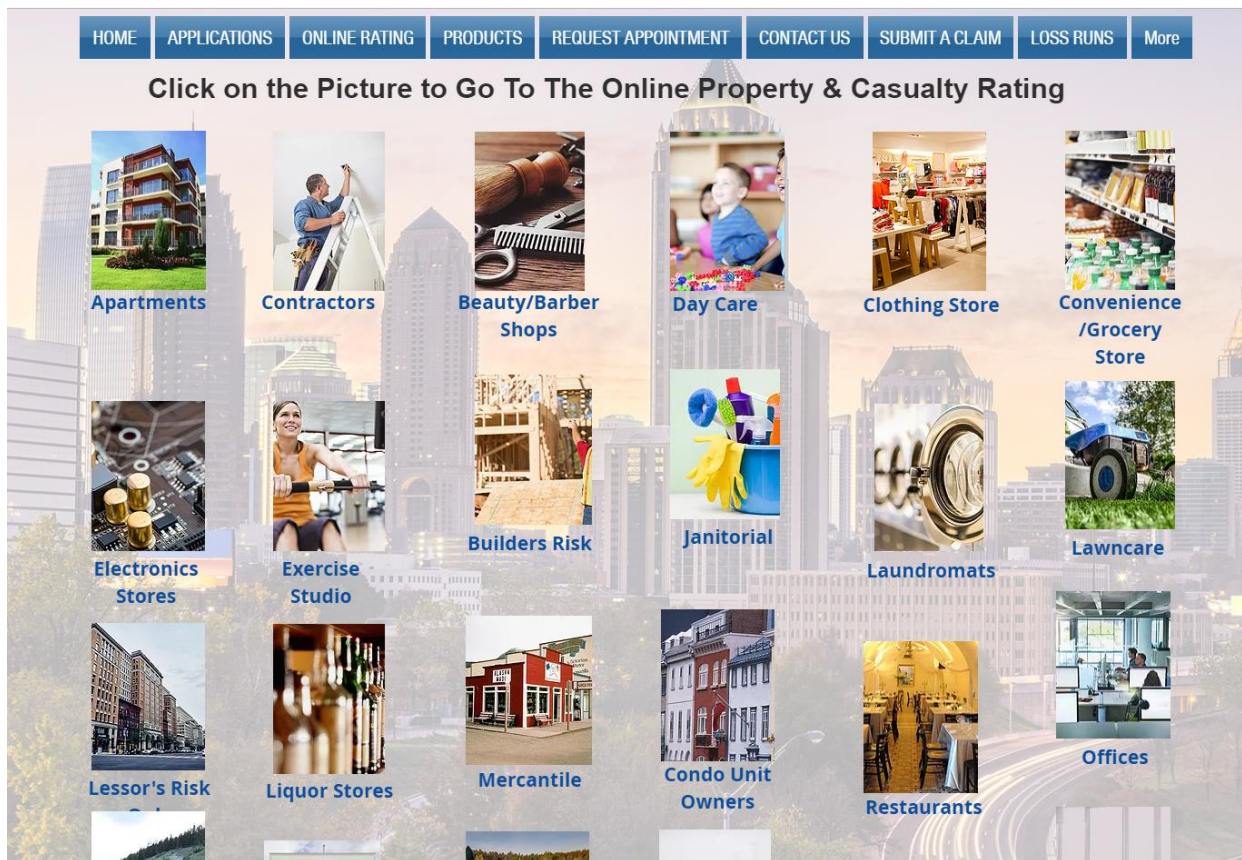 HOME APPLICATIONS ONLINE RATING PRODUCTS REQUEST APPOINTMENT CONTACT US SUBMIT A CLAIM LOSS RUNS More
Click on the Picture to Go To The Online Property & Casualty Rating
Apartments
Contractors
Beauty/Barber
Shops
Day Care
Clothing Store
Convenience
/Grocery
Store
Electronics
Stores
Exercise
Studio
Builders Risk
Janitorial
Laundromats
Lawncare
Lessor's Risk
Liquor Stores
Mercantile
Condo Unit
Owners
Restaurants
Offices